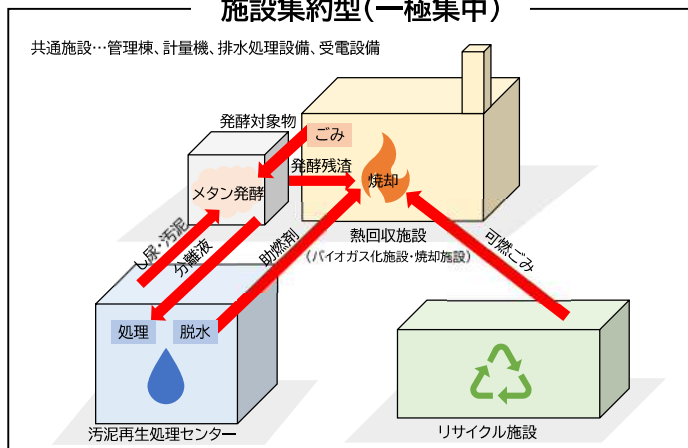 施設集約型(一極集中)
共通施設…管理棟、計量機、排水処理設備、受電設備
発酵対象物
ごみ
発酵残渣
メタン発酵
焼却
し尿・汚泥
分離液
助燃剤
熱回収施設
(バイオガス化施設・焼却施設)
可燃ごみ
処理
脱水
汚泥再生処理センター
リサイクル施設